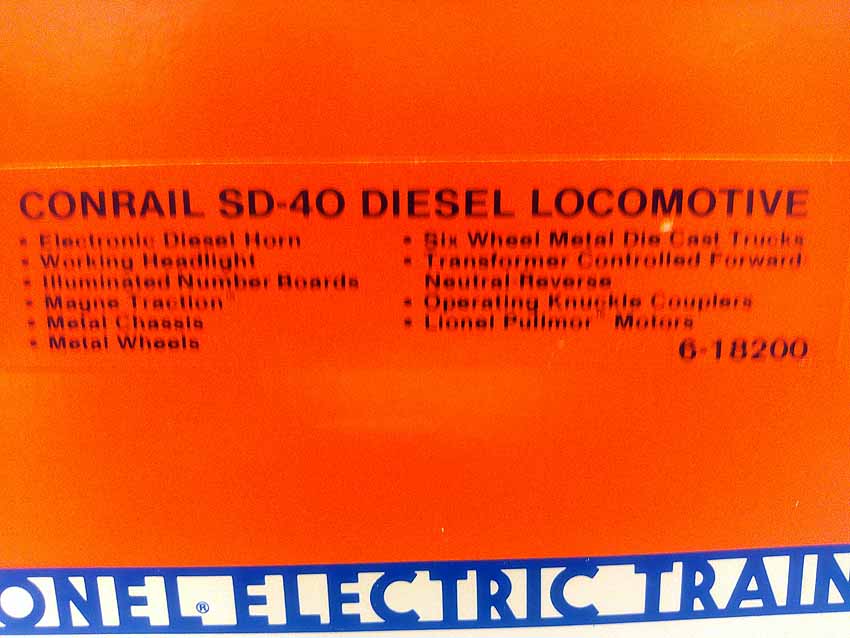 CONRAIL SD-40 DIESEL LOCOMOTIVE
• Electronic Diesel Horn
• Working Headlight
• Illuminated Number Boards
• Magne Traction®
• Metal Chassis
• Metal Wheels
• Six Wheel Metal Die Cast Trucks
• Transformer Controlled Forward
Neutral Reverse
• Operating Knuckle Couplers
• Lionel Pullmor™ Motors
6-18200
ONEL® ELECTRIC TRAIN